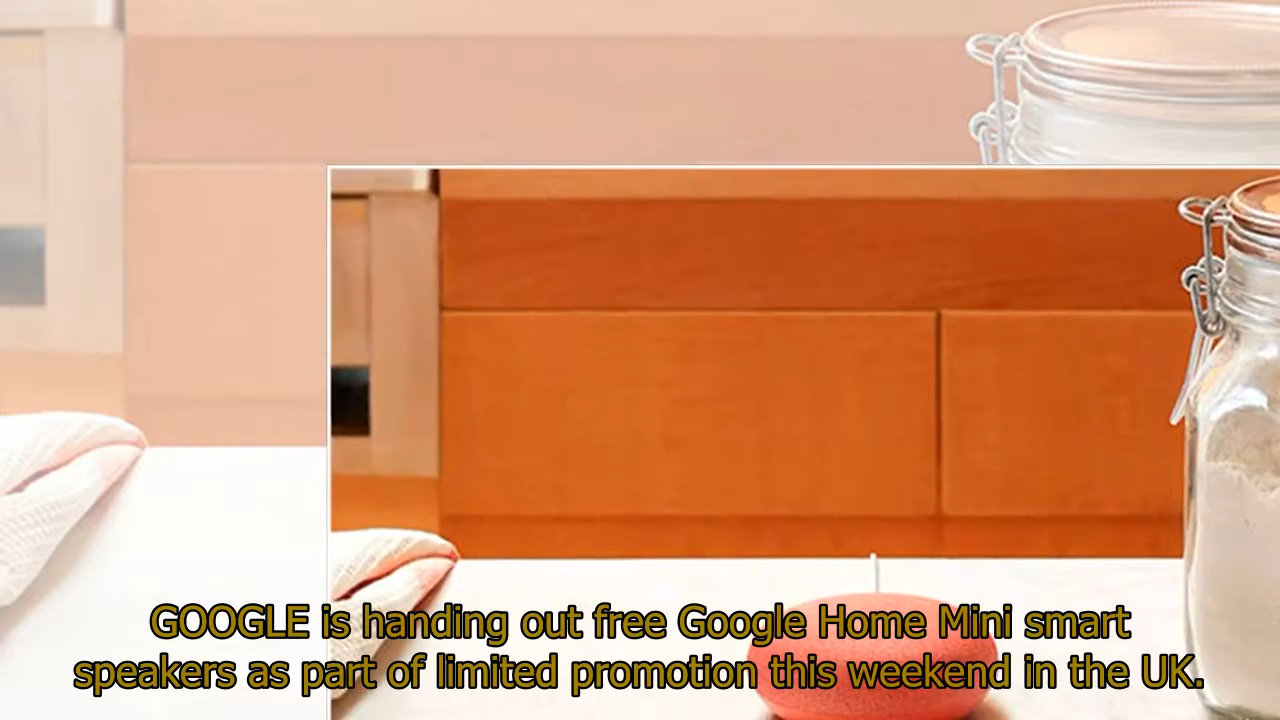 GOOGLE is handing out free Google Home Mini smart
speakers as part of limited promotion this weekend in the UK.